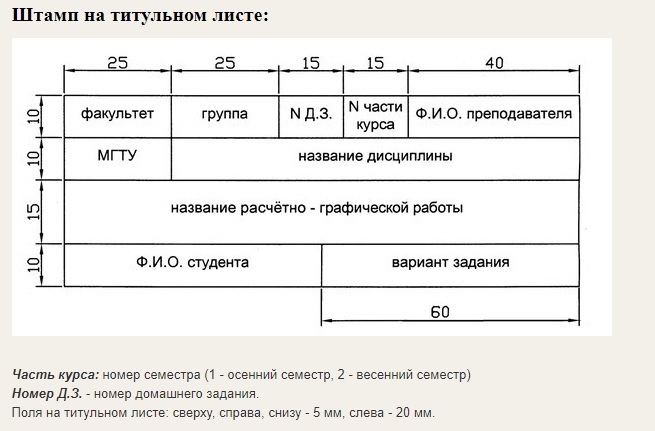 Штамп на титульном листе:
25 25 15 15 40
10 факультет группа N Д.З. N части курса Ф.И.О. преподавателя
10 МГТУ название дисциплины
15 название расчётно - графической работы
10 Ф.И.О. студента вариант задания
60
Часть курса: номер семестра (1 - осенний семестр, 2 - весенний семестр)
Номер Д.З. - номер домашнего задания.
Поля на титульном листе: сверху, справа, снизу - 5 мм, слева - 20 мм.